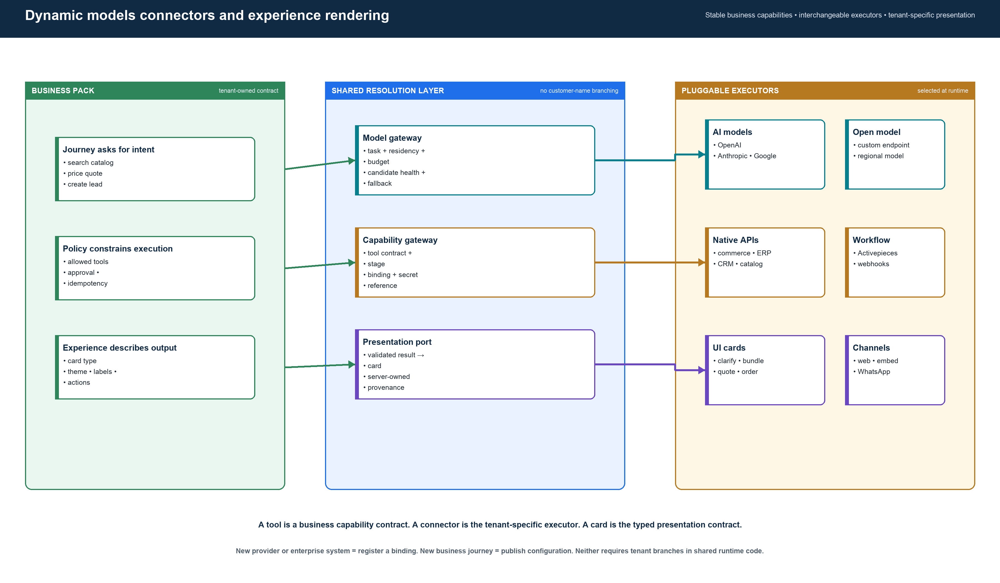 Dynamic models connectors and experience rendering
Stable business capabilities • interchangeable executors • tenant-specific presentation
BUSINESS PACK
tenant-owned contract
Journey asks for intent
• search catalog
• price quote
• create lead
Policy constrains execution
• allowed tools
• approval •
• idempotency
Experience describes output
• card type
• theme • labels •
• actions
SHARED RESOLUTION LAYER
no customer-name branching
Model gateway
• task + residency +
• budget
• candidate health +
• fallback
Capability gateway
• tool contract +
• stage
• binding + secret
• reference
Presentation port
• validated result →
• card
• server-owned
• provenance
PLUGGABLE EXECUTORS
selected at runtime
AI models
• OpenAI
• Anthropic • Google
Open model
• custom endpoint
• regional model
Native APIs
• commerce • ERP
• CRM • catalog
Workflow
• Activepieces
• webhooks
UI cards
• clarify • bundle
• quote • order
Channels
• web • embed
• WhatsApp
A tool is a business capability contract. A connector is the tenant-specific executor. A card is the typed presentation contract.
New provider or enterprise system = register a binding. New business journey = publish configuration. Neither requires tenant branches in shared runtime code.